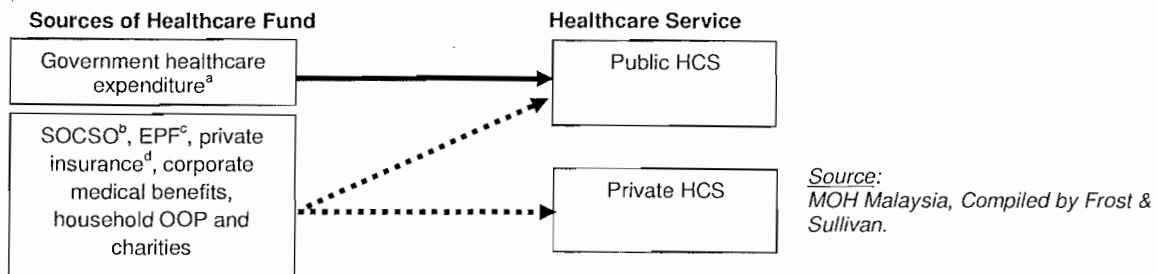 Sources of Healthcare Fund
Healthcare Service
Government healthcare
expenditureᵃ
Public HCS
SOCSOᵇ, EPFᶜ, private
insuranceᵈ, corporate
medical benefits,
household OOP and
charities
Private HCS
Source:
MOH Malaysia, Compiled by Frost &
Sullivan.